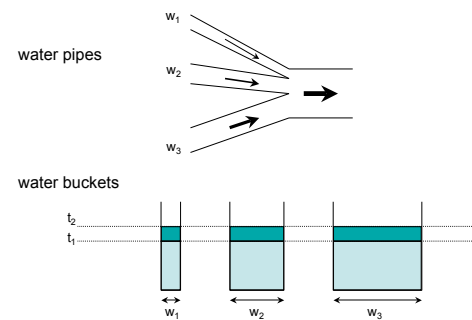 w1
water pipes
w2
w3
water buckets
t2
t1
w1 w2 w3